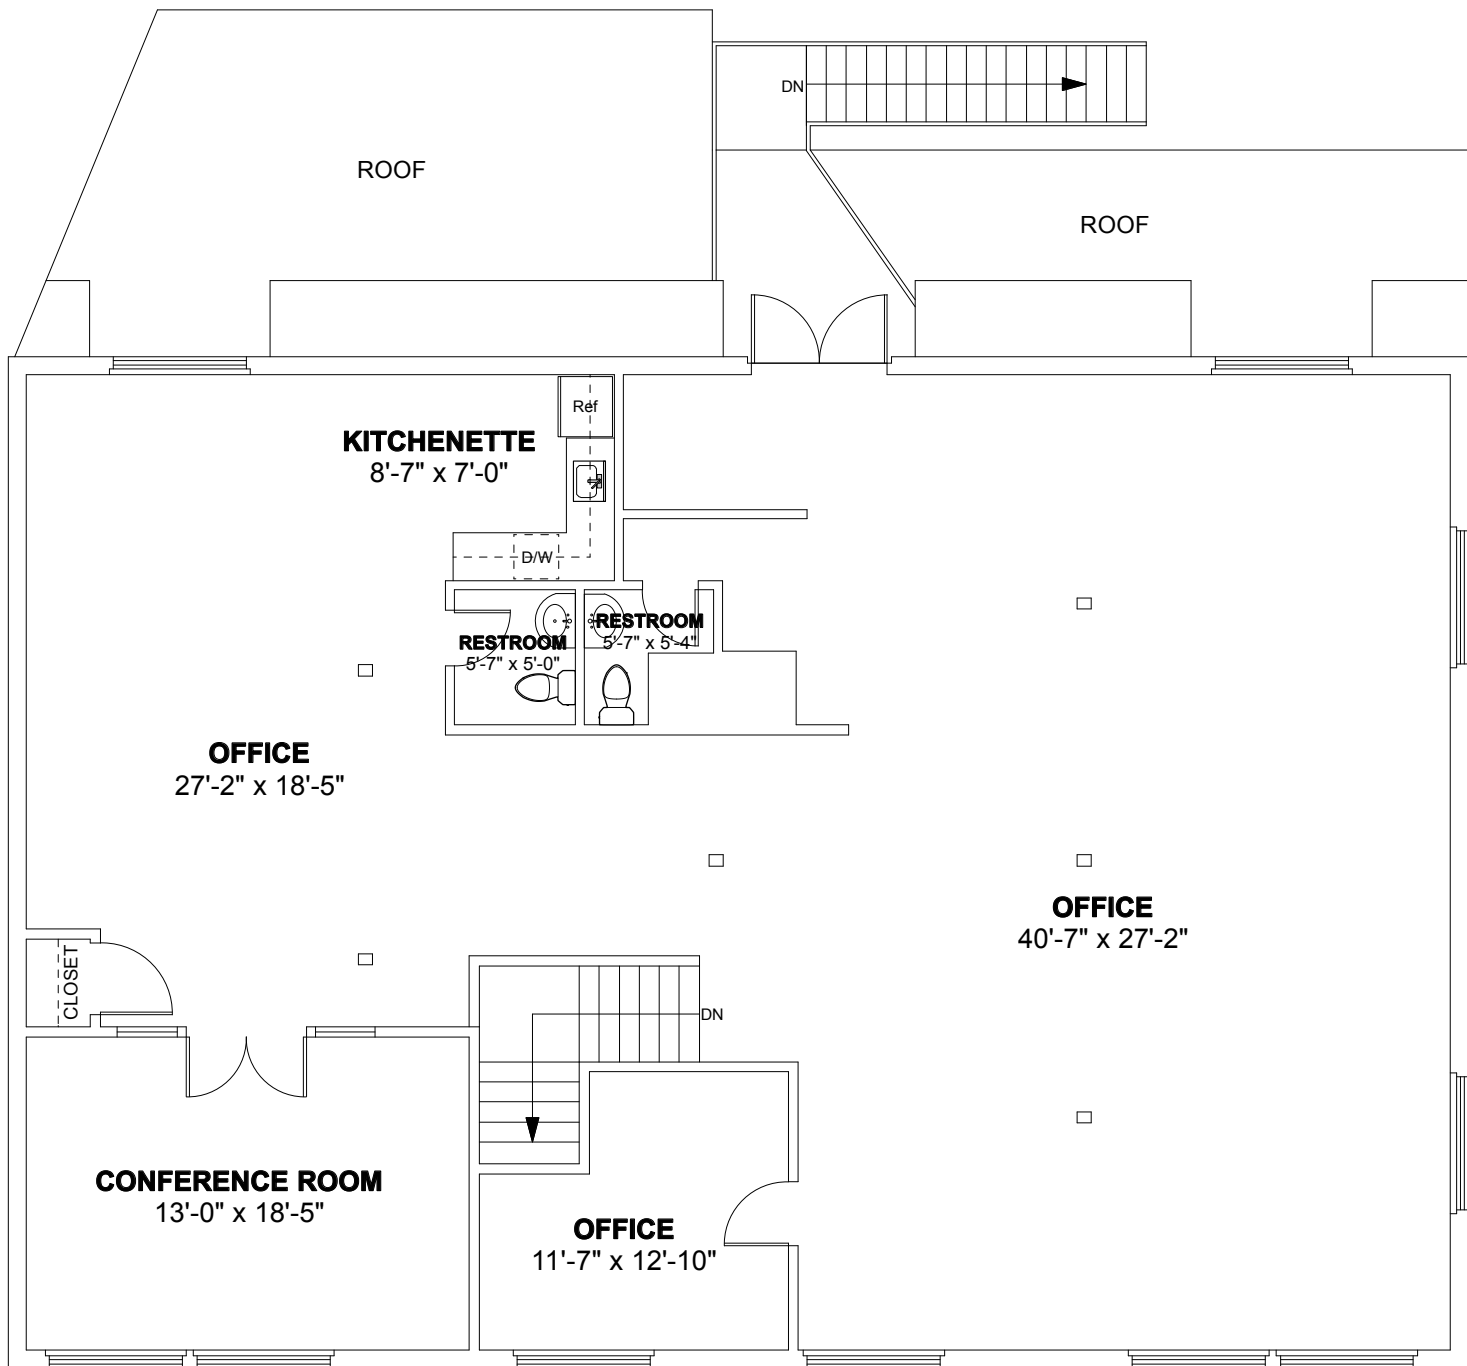 DN
ROOF
ROOF
Ref
KITCHENETTE
8'-7" x 7'-0"
D/W
RESTROOM
5'-7" x 5'-4"
RESTROOM
5'-7" x 5'-0"
OFFICE
27'-2" x 18'-5"
OFFICE
40'-7" x 27'-2"
CLOSET
DN
CONFERENCE ROOM
13'-0" x 18'-5"
OFFICE
11'-7" x 12'-10"